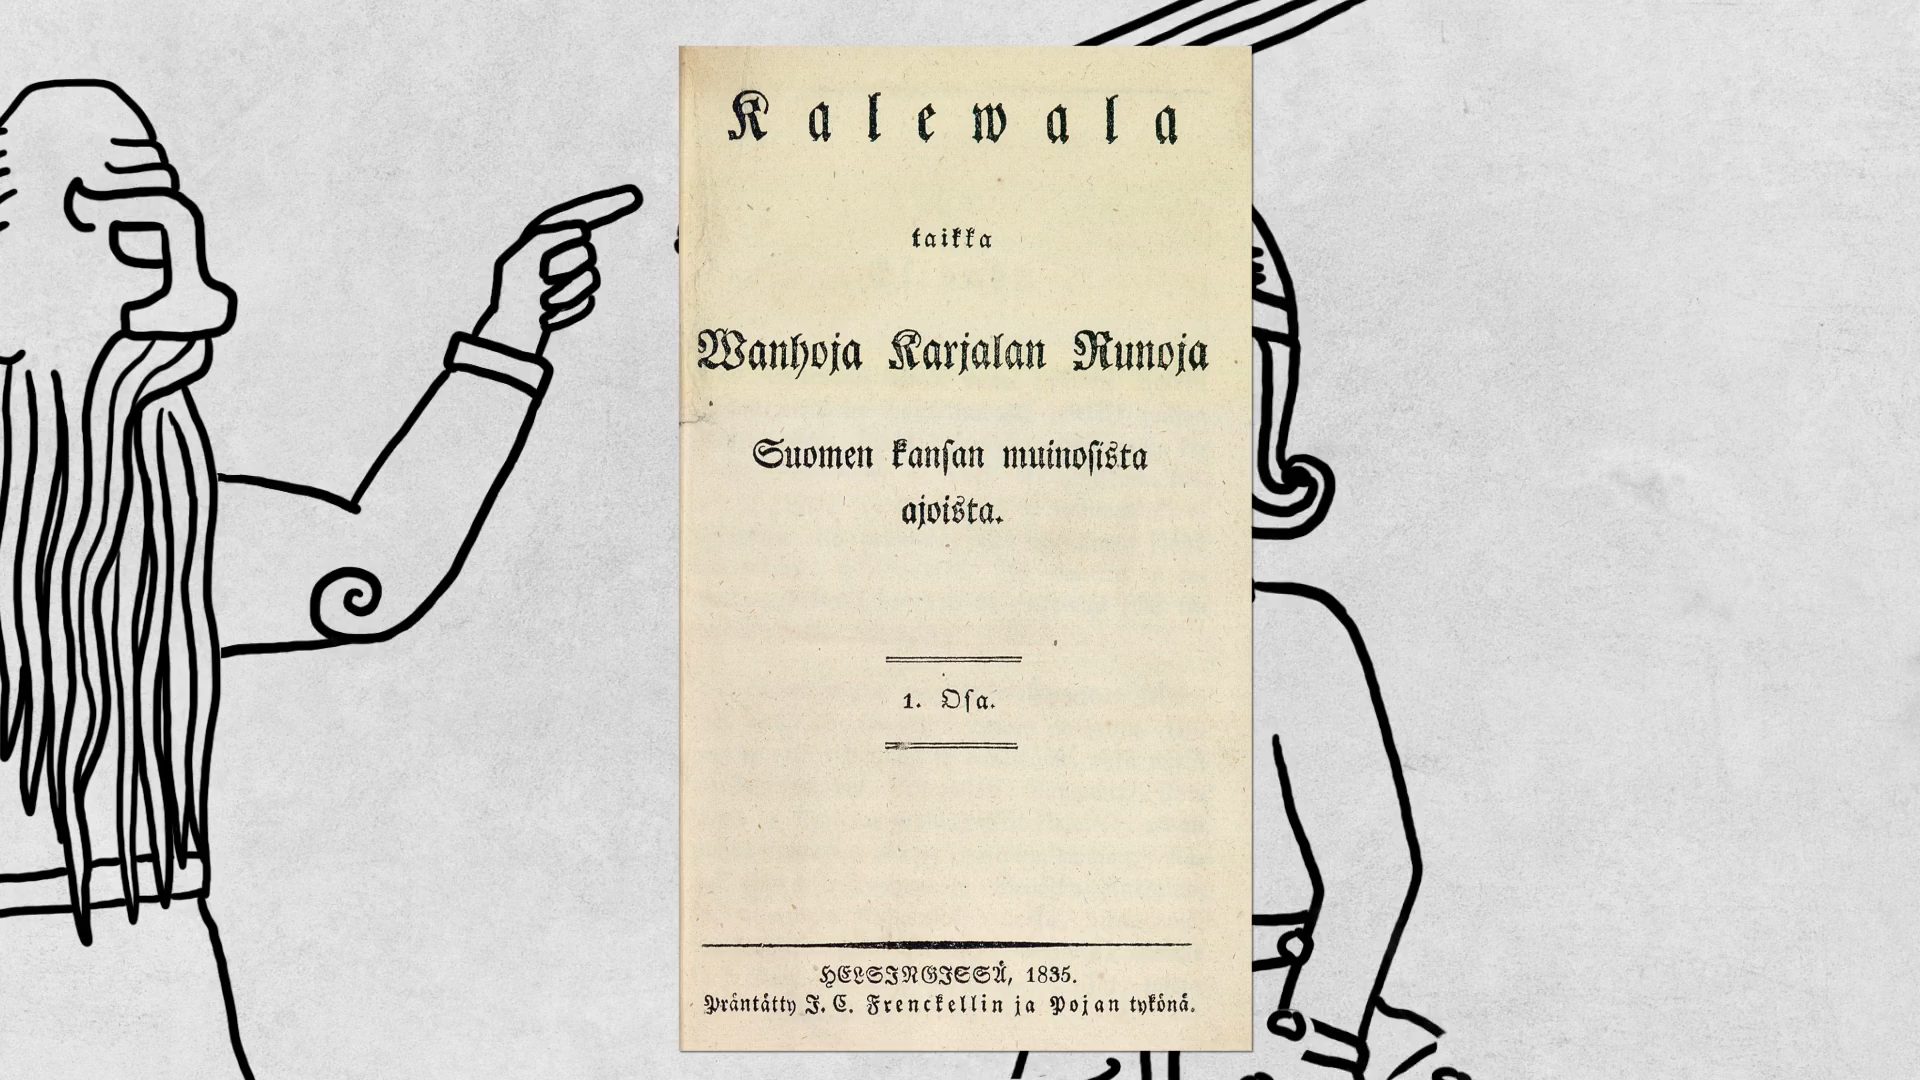 Kalewala
taikka
Wanhoja Karjalan Runoja
Suomen kansan muinosista
ajoista.
1. Osa.
HELSINGISSÄ, 1835.
Präntätty J. C. Frenckellin ja Pojan tykönä.